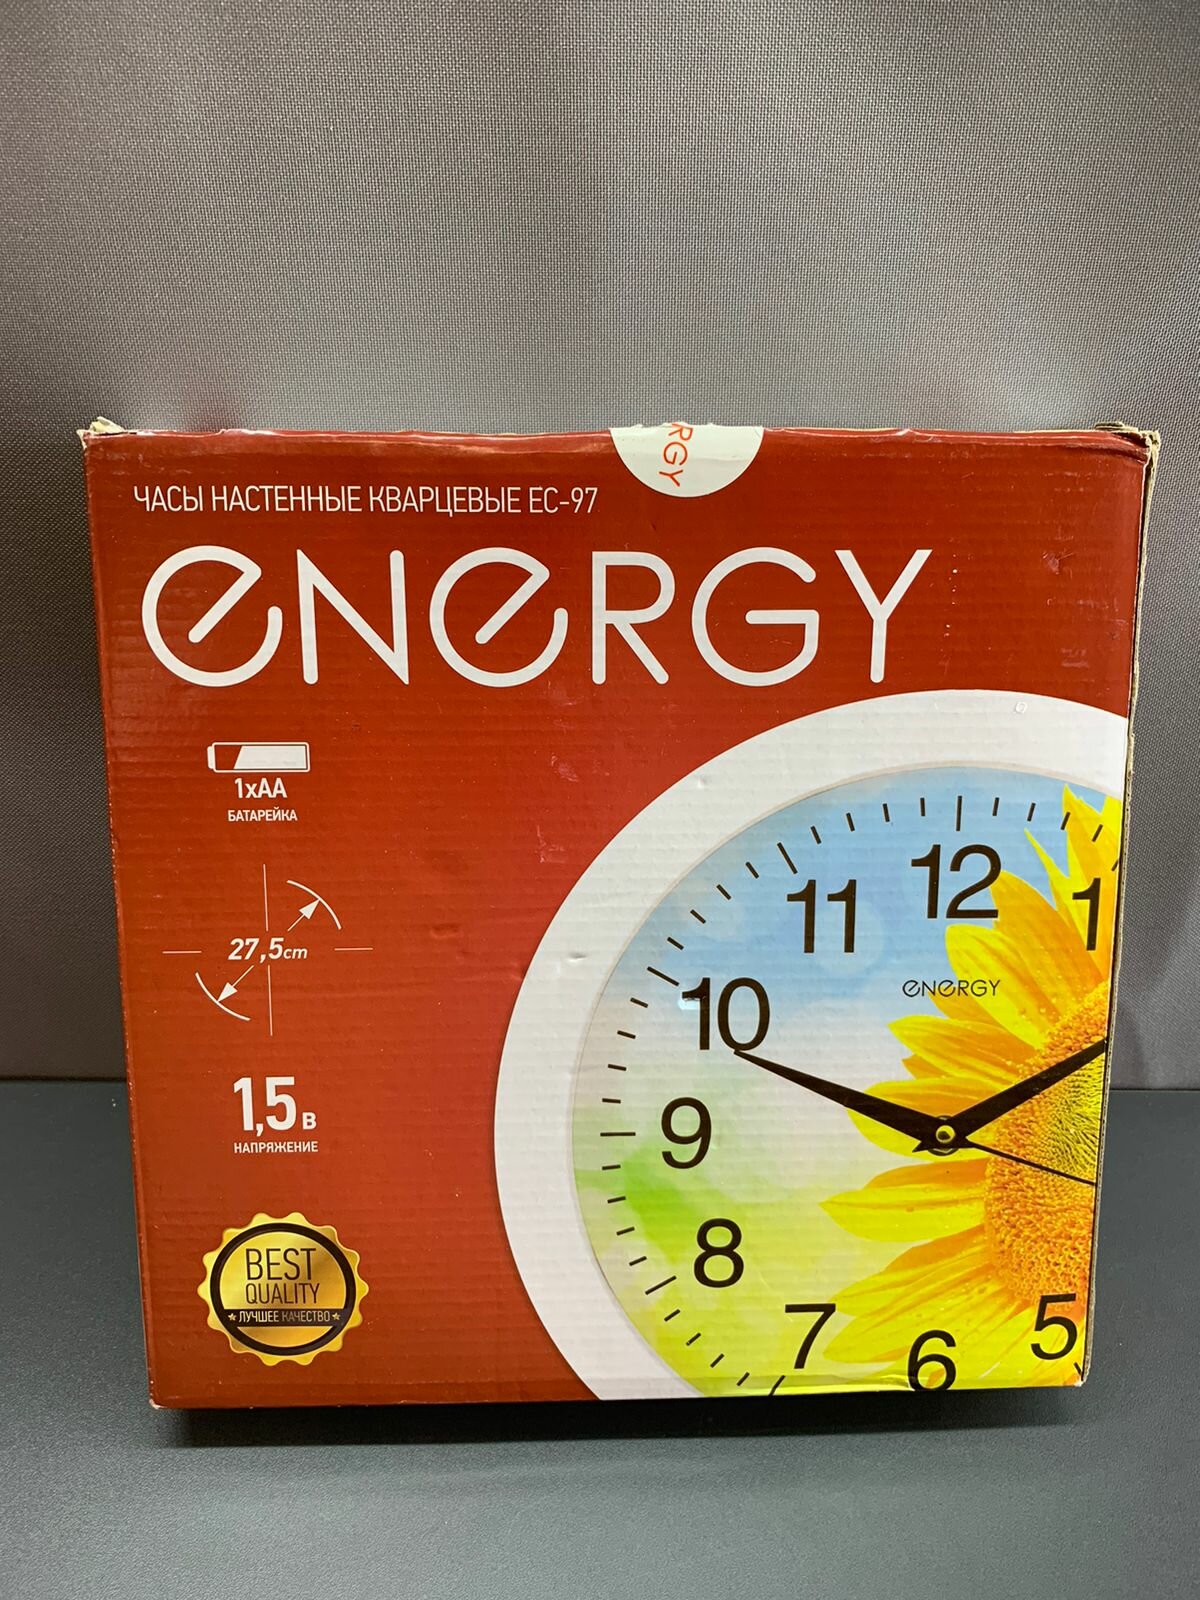 RGY
ЧАСЫ НАСТЕННЫЕ КВАРЦЕВЫЕ ЕС-97
eNeRGY
1xAA
БАТАРЕЙКА
27,5cm
1,5 В
НАПРЯЖЕНИЕ
BEST
QUALITY
ЛУЧШЕЕ КАЧЕСТВО
12
11
1
10
eNeRGY
9
8
7
6
5